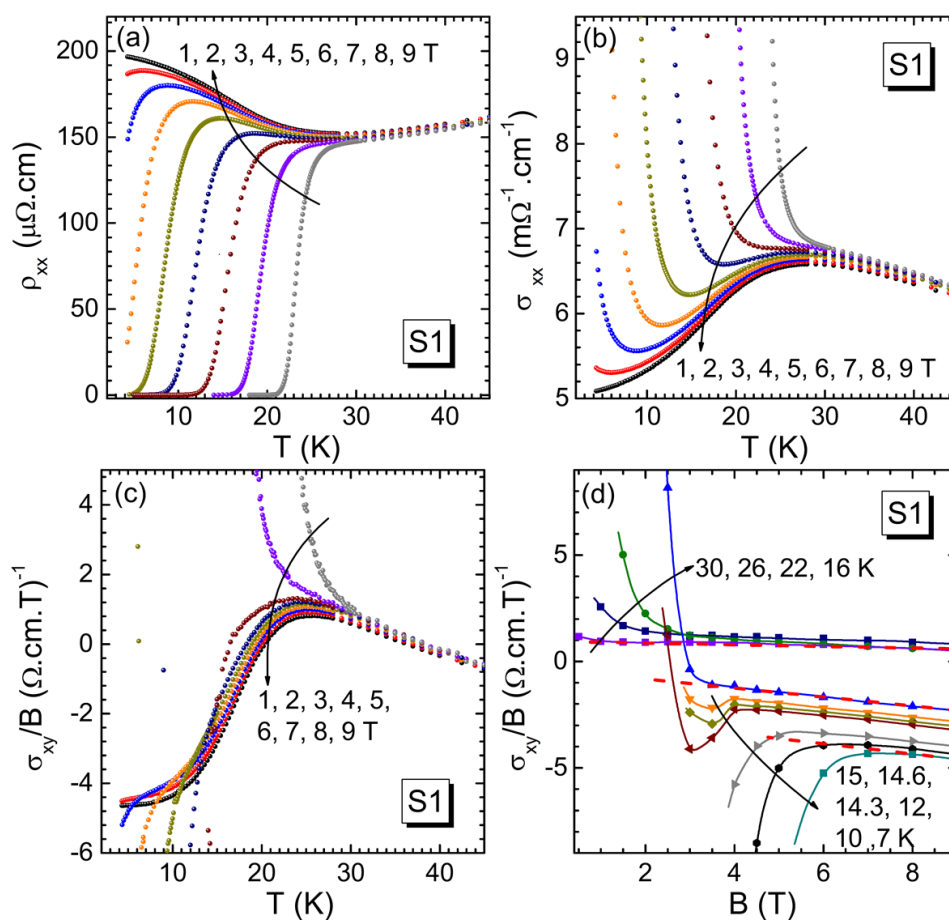 (a)
1, 2, 3, 4, 5, 6, 7, 8, 9 T
ρxx (μΩ.cm)
200
150
100
50
0
10 20 30 40
T (K)
S1
(b)
S1
σ xx (mΩ⁻¹.cm⁻¹)
9
8
7
6
5
1, 2, 3, 4, 5, 6, 7, 8, 9 T
10 20 30 40
T (K)
(c)
σxy/B (Ω.cm.T)⁻¹
4
2
0
-2
-4
-6
1, 2, 3, 4, 5
6, 7, 8, 9 T
S1
10 20 30 40
T (K)
(d)
S1
σxy/B (Ω.cm.T)⁻¹
5
0
-5
30, 26, 22, 16 K
15, 14.6,
14.3, 12,
10 ,7 K
2 4 6 8
B (T)